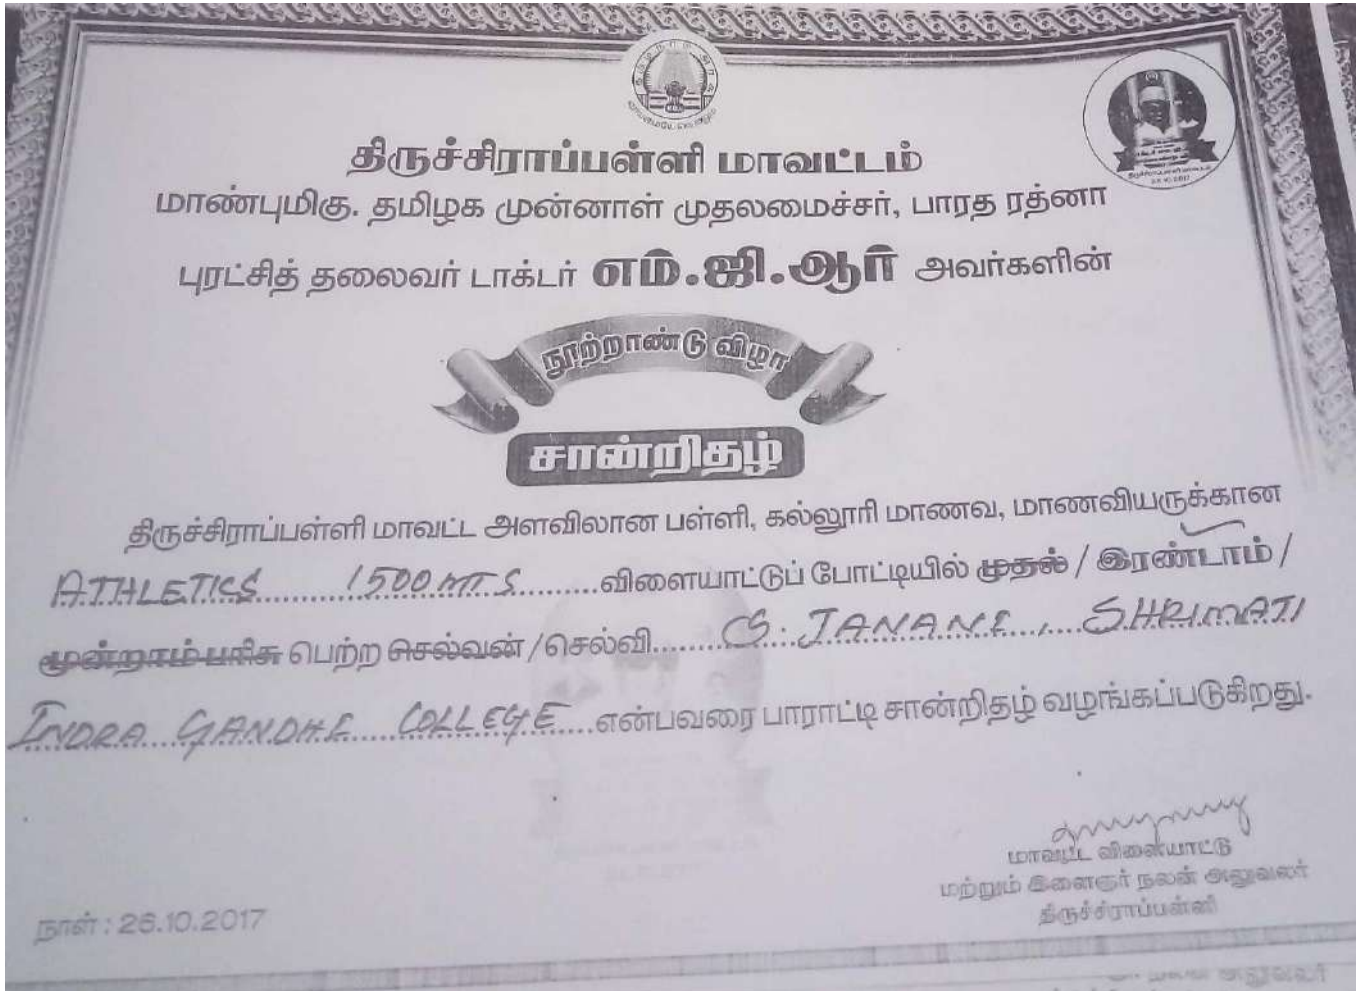 திருச்சிராப்பள்ளி மாவட்டம்
மாண்புமிகு. தமிழக முன்னாள் முதலமைச்சர், பாரத ரத்னா
புரட்சித் தலைவர் டாக்டர் எம்.ஜி.ஆர் அவர்களின்
நூற்றாண்டு விழா
சான்றிதழ்
திருச்சிராப்பள்ளி மாவட்ட அளவிலான பள்ளி, கல்லூரி மாணவ, மாணவியருக்கான
ATHLETICS 1500 MTS விளையாட்டுப் போட்டியில் முதல் / இரண்டாம் /
மூன்றாம் பரிசு பெற்ற செல்வன் / செல்வி JANANI, SHRIMATI
INDRA GANDHI COLLEGE என்பவரை பாராட்டி சான்றிதழ் வழங்கப்படுகிறது.
மாவட்ட விளையாட்டு
மற்றும் இளைஞர் நலன் அலுவலர்
திருச்சிராப்பள்ளி
நாள் : 26.10.2017